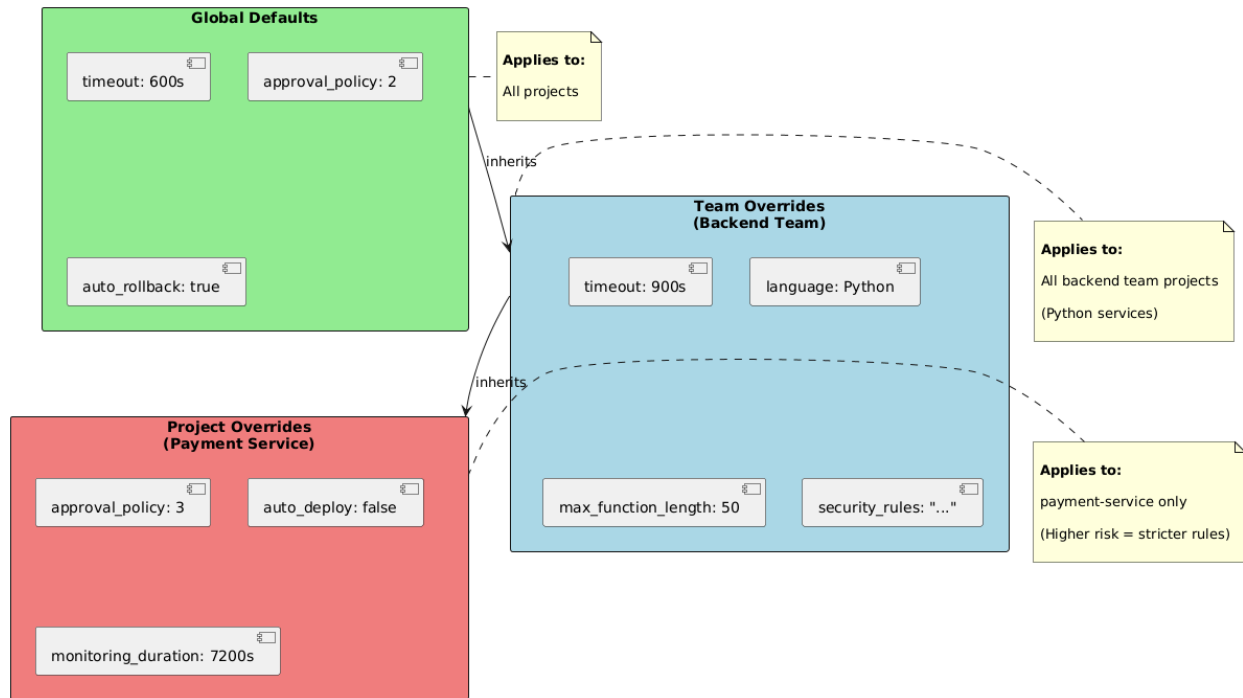 Global Defaults
timeout: 600s
approval_policy: 2
auto_rollback: true
Applies to:
All projects
inherits
Team Overrides
(Backend Team)
timeout: 900s
language: Python
max_function_length: 50
security_rules: "..."
Applies to:
All backend team projects
(Python services)
inherits
Project Overrides
(Payment Service)
approval_policy: 3
auto_deploy: false
monitoring_duration: 7200s
Applies to:
payment-service only
(Higher risk = stricter rules)